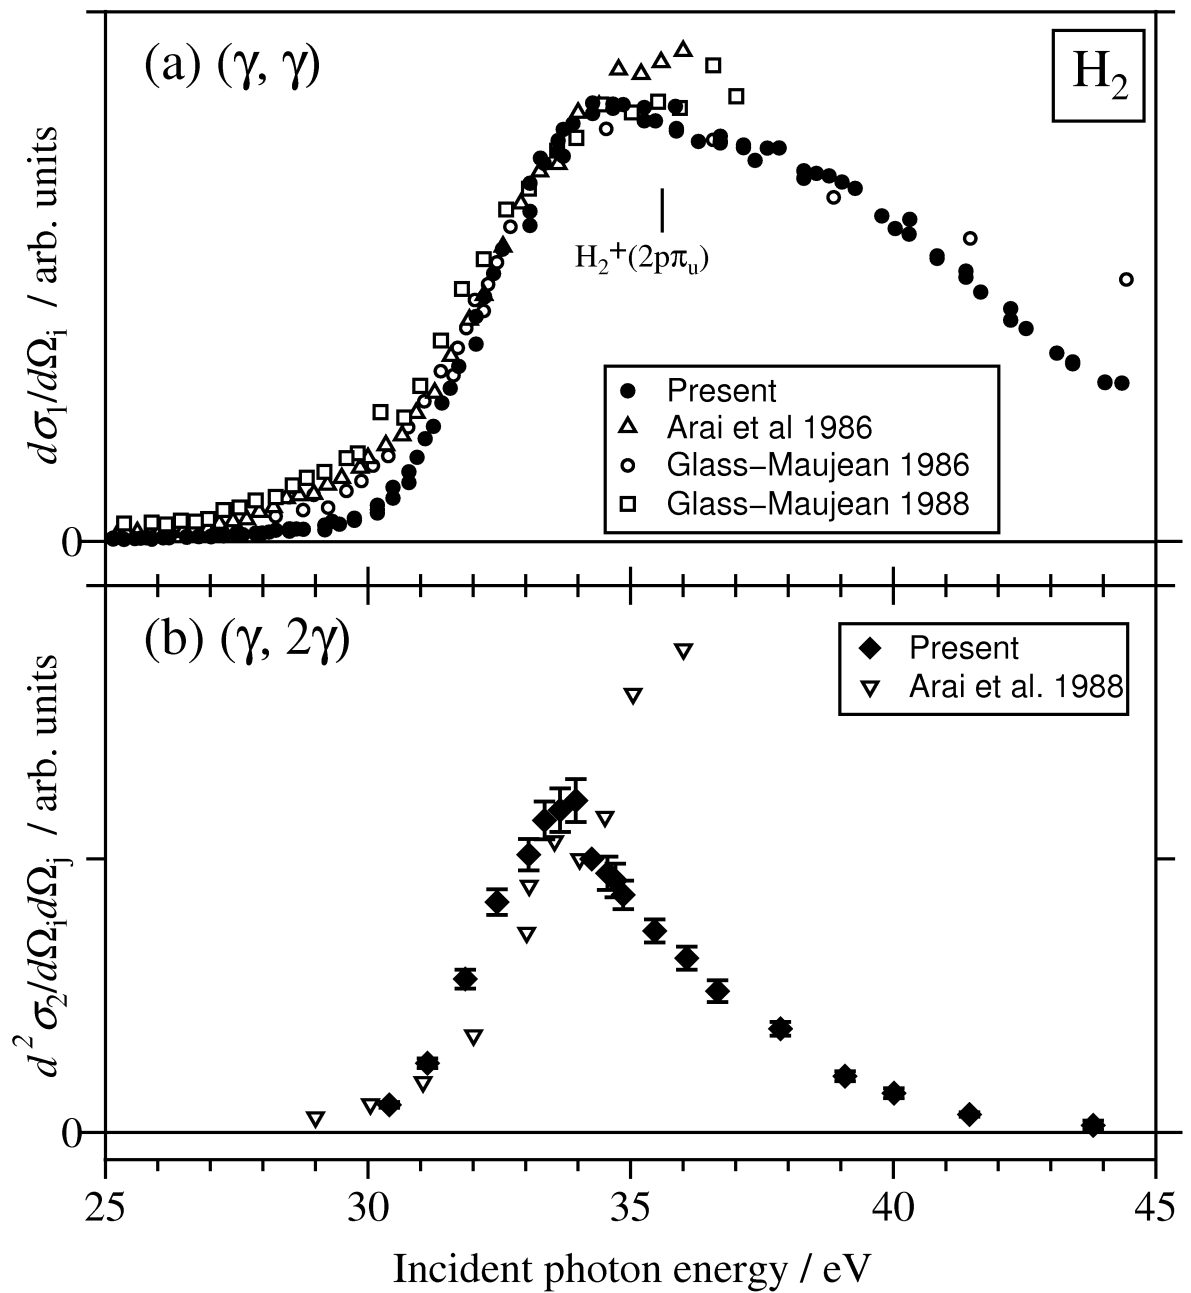 (a) (γ, γ)
H₂
dσ₁/dΩᵢ / arb. units
H₂⁺(2pπᵤ)
Present
Arai et al 1986
Glass−Maujean 1986
Glass−Maujean 1988
0
(b) (γ, 2γ)
Present
Arai et al. 1988
d² σ₂/dΩᵢdΩⱼ / arb. units
0
25 30 35 40 45
Incident photon energy / eV